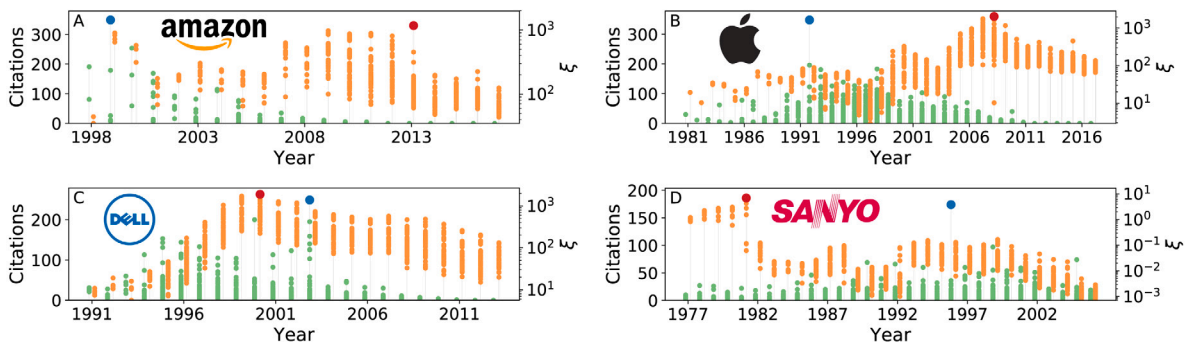 A
amazon
Citations
300
200
100
0
10³
10²
ξ
1998
2003
2008
2013
Year
B
Citations
300
200
100
0
10³
10²
10¹
ξ
1981
1986
1991
1996
2001
2006
2011
2016
Year
C
DELL
Citations
200
100
0
10³
10²
10¹
ξ
1991
1996
2001
2006
2011
Year
D
SANYO
Citations
200
150
100
50
0
10¹
10⁰
10⁻¹
10⁻²
10⁻³
ξ
1977
1982
1987
1992
1997
2002
Year